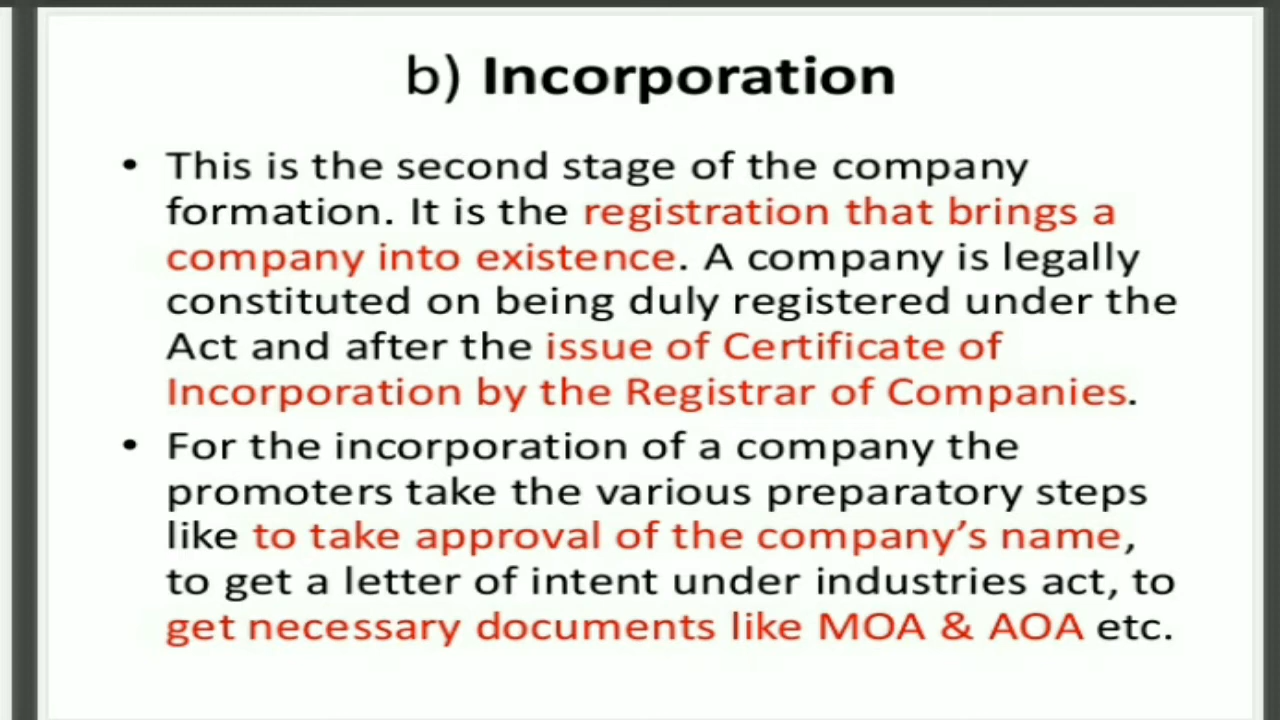 b) Incorporation
• This is the second stage of the company
formation. It is the registration that brings a
company into existence. A company is legally
constituted on being duly registered under the
Act and after the issue of Certificate of
Incorporation by the Registrar of Companies.
• For the incorporation of a company the
promoters take the various preparatory steps
like to take approval of the company’s name,
to get a letter of intent under industries act, to
get necessary documents like MOA & AOA etc.